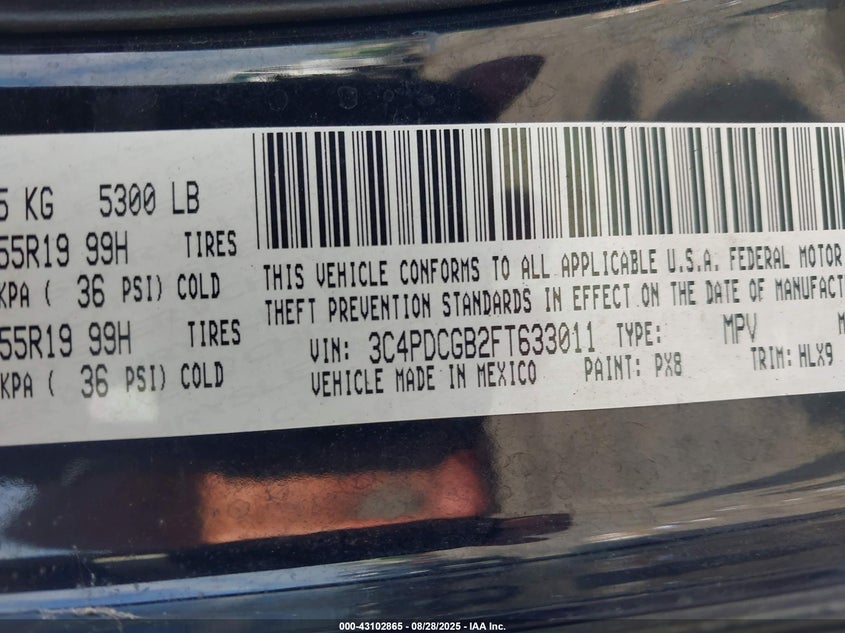 5 KG 5300 LB
55R19 99H TIRES
KPA ( 36 PSI) COLD
55R19 99H TIRES
KPA ( 36 PSI) COLD
THIS VEHICLE CONFORMS TO ALL APPLICABLE U.S.A. FEDERAL MOTOR
THEFT PREVENTION STANDARDS IN EFFECT ON THE DATE OF MANUFACT
VIN: 3C4PDCGB2FT633011 TYPE: MPV M
VEHICLE MADE IN MEXICO PAINT: PX8 TRIM: HLX9
000-43102865 - 08/28/2025 - IAA Inc.